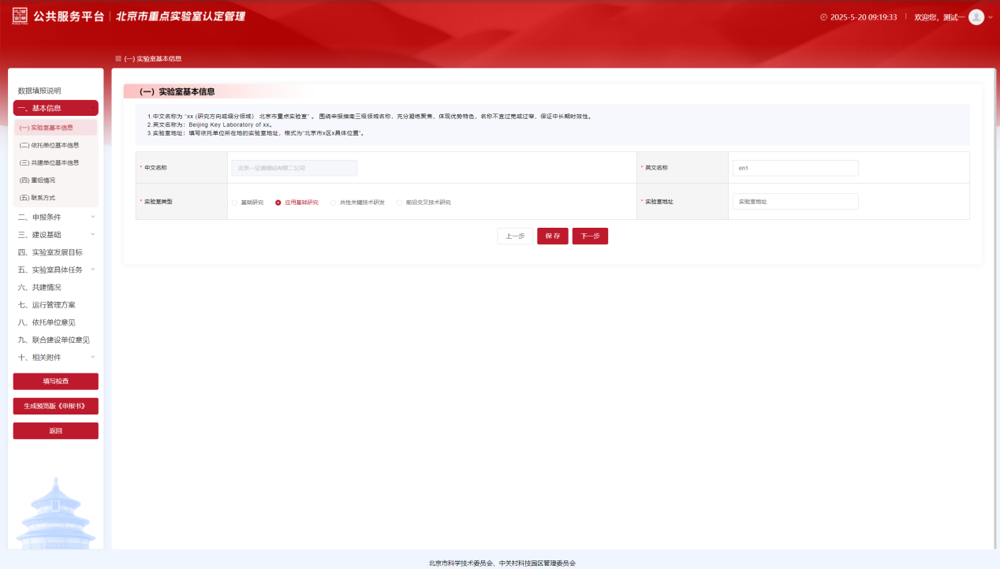 公共服务平台
北京市重点实验室认定管理
2025-5-20 09:19:33
欢迎您，测试一
(一) 实验室基本信息
数据填报说明
一、基本信息
(一) 实验室基本信息
(二) 依托单位基本信息
(三) 共建单位基本信息
(四) 重组情况
(五) 联系方式
二、申报条件
三、建设基础
四、实验室发展目标
五、实验室具体任务
六、共建情况
七、运行管理方案
八、依托单位意见
九、联合建设单位意见
十、相关附件
填写检查
生成预览版《申报书》
返回
(一) 实验室基本信息
1.中文名称为 "xx (研究方向或细分领域) 北京市重点实验室" 。 围绕申报指南三级领域名称，充分凝练聚焦，体现优势特色，名称不宜过宽或过窄，保证中长期时效性。
2.英文名称为：Beijing Key Laboratory of xx。
3.实验室地址：填写依托单位所在地的实验室地址，格式为"北京市x区x具体位置"。
* 中文名称
北京一证通测试有限二公司
* 英文名称
en1
* 实验室类型
基础研究
应用基础研究
共性关键技术研发
前沿交叉技术研究
* 实验室地址
实验室地址
上一步
保 存
下一步
北京市科学技术委员会、中关村科技园区管理委员会